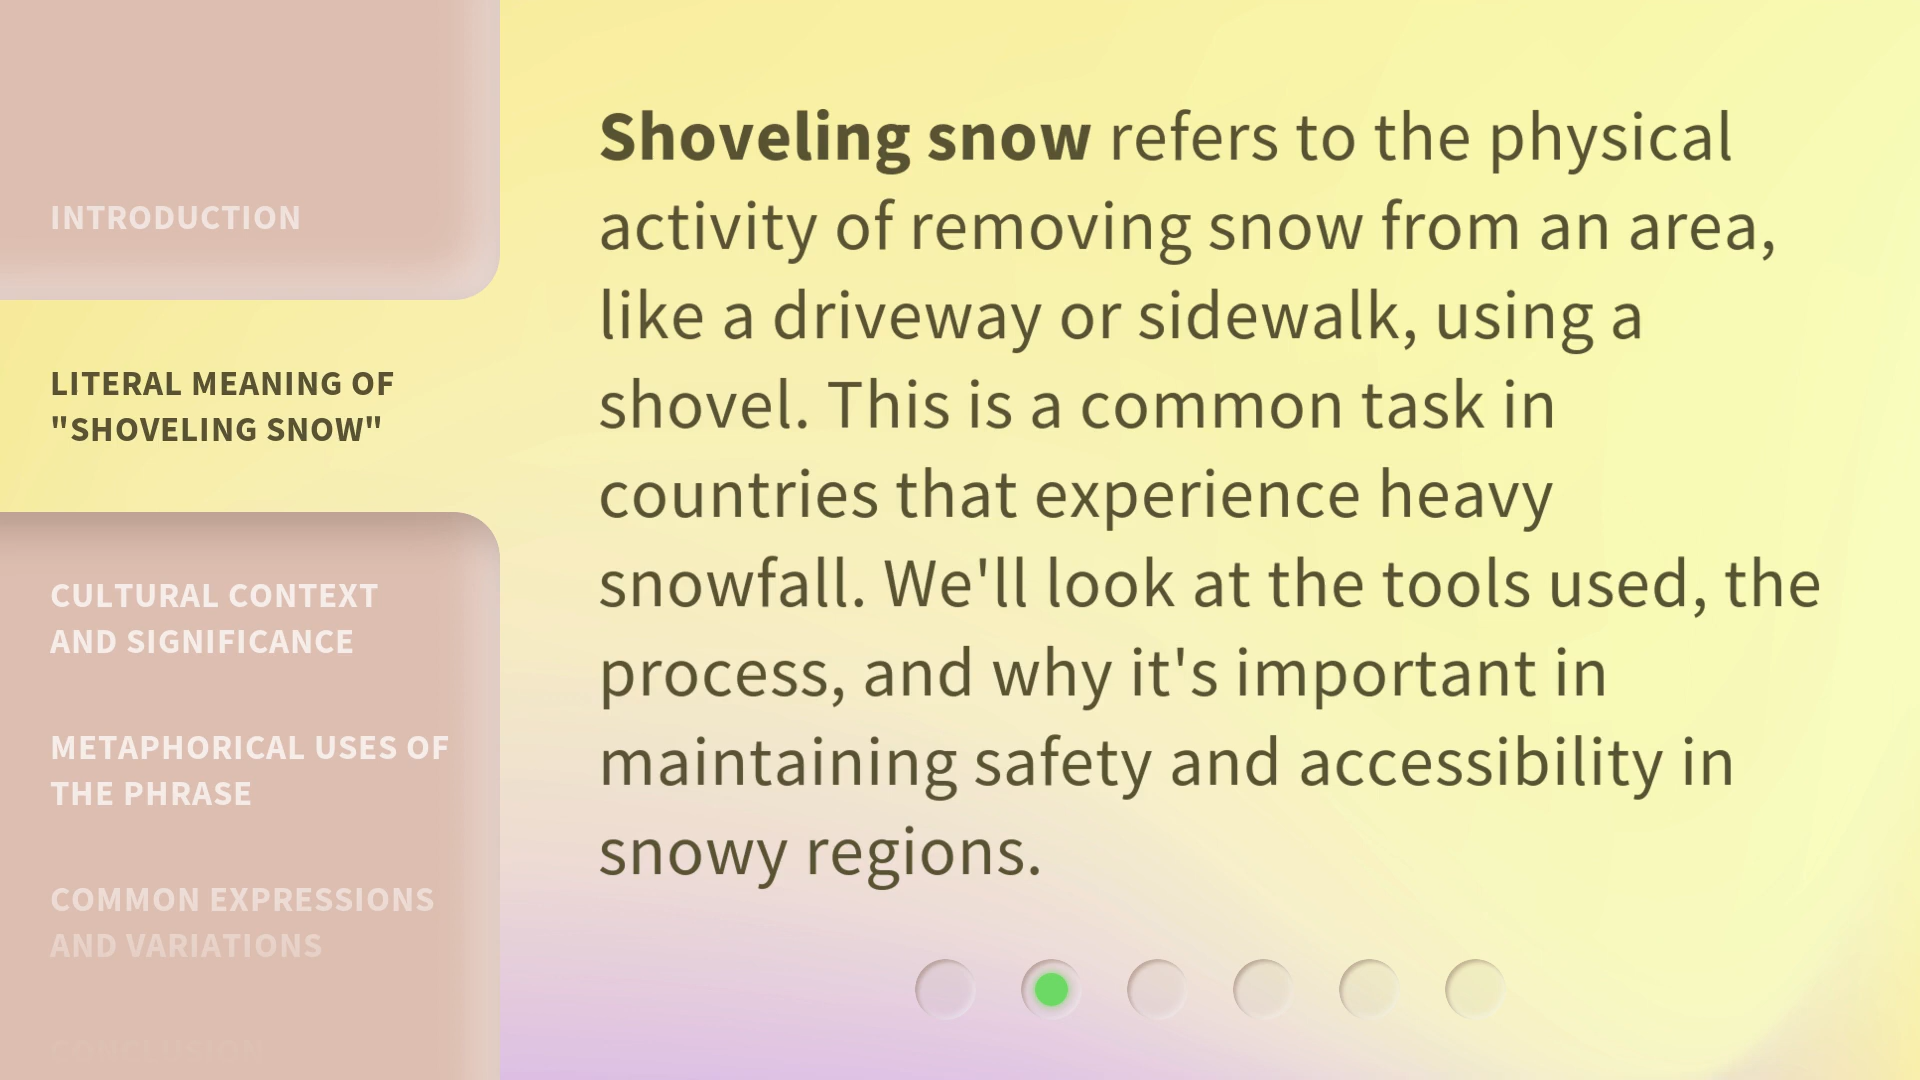 INTRODUCTION
LITERAL MEANING OF
"SHOVELING SNOW"
CULTURAL CONTEXT
AND SIGNIFICANCE
METAPHORICAL USES OF
THE PHRASE
COMMON EXPRESSIONS
AND VARIATIONS
CONCLUSION
Shoveling snow refers to the physical
activity of removing snow from an area,
like a driveway or sidewalk, using a
shovel. This is a common task in
countries that experience heavy
snowfall. We'll look at the tools used, the
process, and why it's important in
maintaining safety and accessibility in
snowy regions.